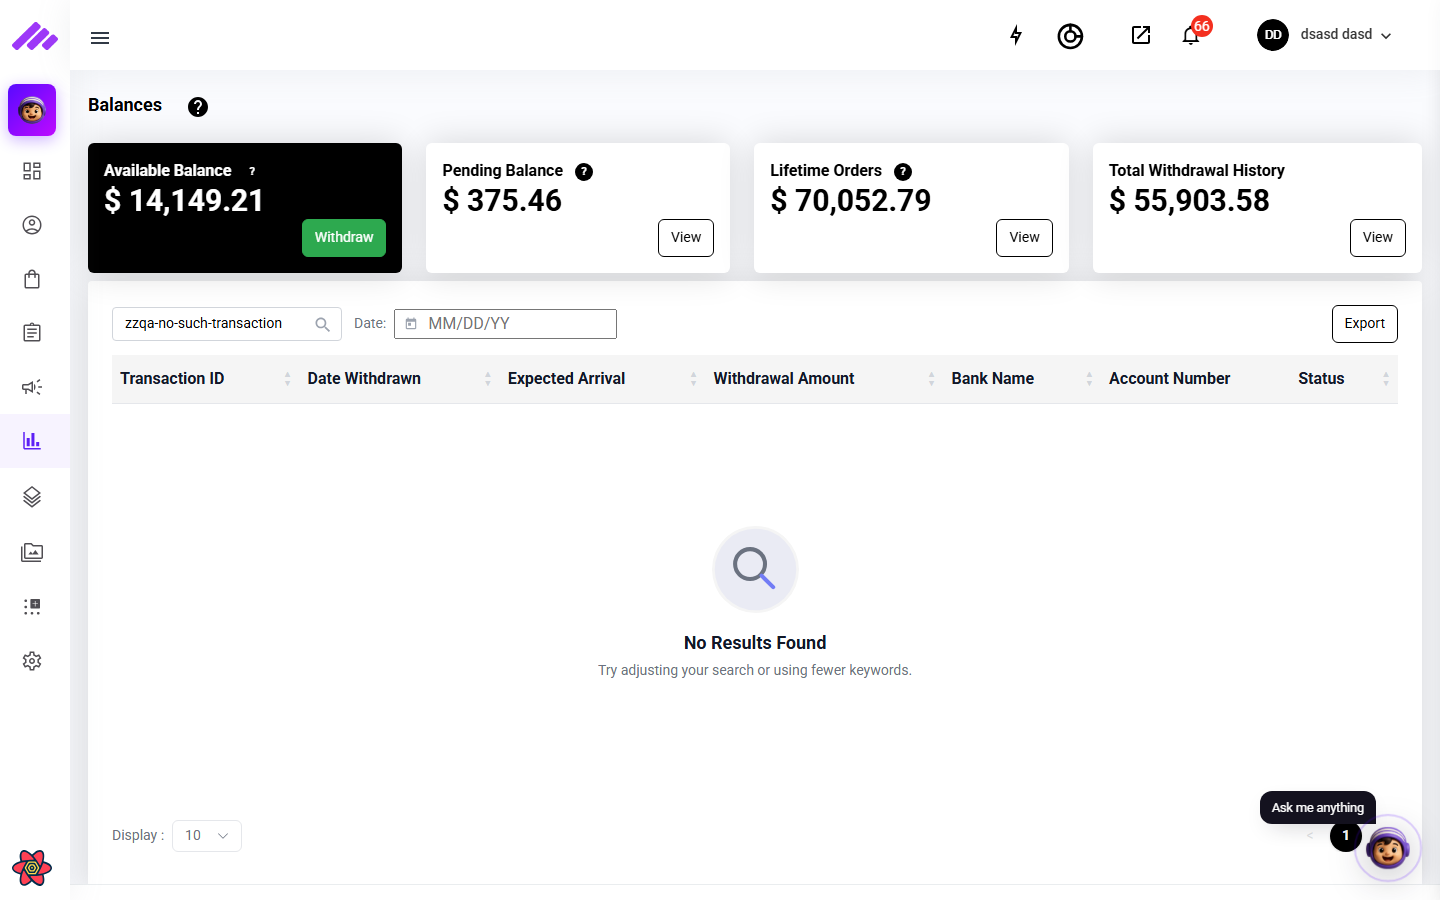 66
DD
dsasd dasd
Balances
?
Available Balance ?
$ 14,149.21
Withdraw
Pending Balance ?
$ 375.46
View
Lifetime Orders ?
$ 70,052.79
View
Total Withdrawal History
$ 55,903.58
View
zzqa-no-such-transaction
Date:
MM/DD/YY
Export
Transaction ID
Date Withdrawn
Expected Arrival
Withdrawal Amount
Bank Name
Account Number
Status
No Results Found
Try adjusting your search or using fewer keywords.
Ask me anything
Display :
10
<
1